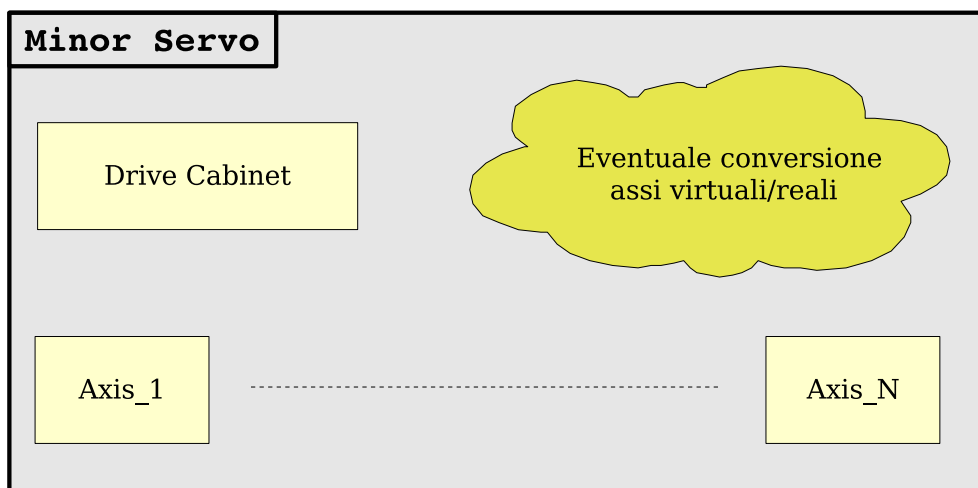 Minor Servo
Drive Cabinet
Eventuale conversione
assi virtuali/reali
Axis_1
Axis_N